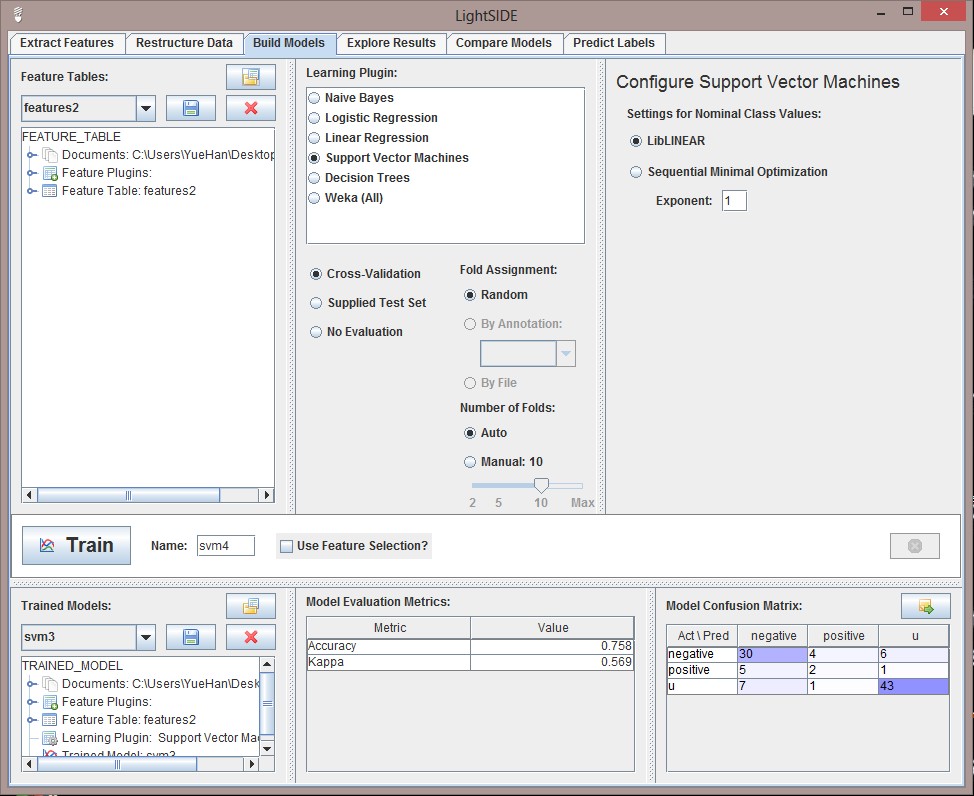 LightSIDE
Extract Features Restructure Data Build Models Explore Results Compare Models Predict Labels
Feature Tables:
features2
FEATURE_TABLE
Documents: C:\Users\YueHan\Desktop
Feature Plugins:
Feature Table: features2
Learning Plugin:
Naive Bayes
Logistic Regression
Linear Regression
Support Vector Machines
Decision Trees
Weka (All)
Cross-Validation
Supplied Test Set
No Evaluation
Fold Assignment:
Random
By Annotation:
By File
Number of Folds:
Auto
Manual: 10
2 5 10 Max
Configure Support Vector Machines
Settings for Nominal Class Values:
LibLINEAR
Sequential Minimal Optimization
Exponent: 1
Train Name: svm4 Use Feature Selection?
Trained Models:
svm3
TRAINED_MODEL
Documents: C:\Users\YueHan\Desk
Feature Plugins:
Feature Table: features2
Learning Plugin: Support Vector Ma
Trained Model: svm3
Model Evaluation Metrics:
Metric Value
Accuracy 0.758
Kappa 0.569
Model Confusion Matrix:
Act \ Pred negative positive u
negative 30 4 6
positive 5 2 1
u 7 1 43